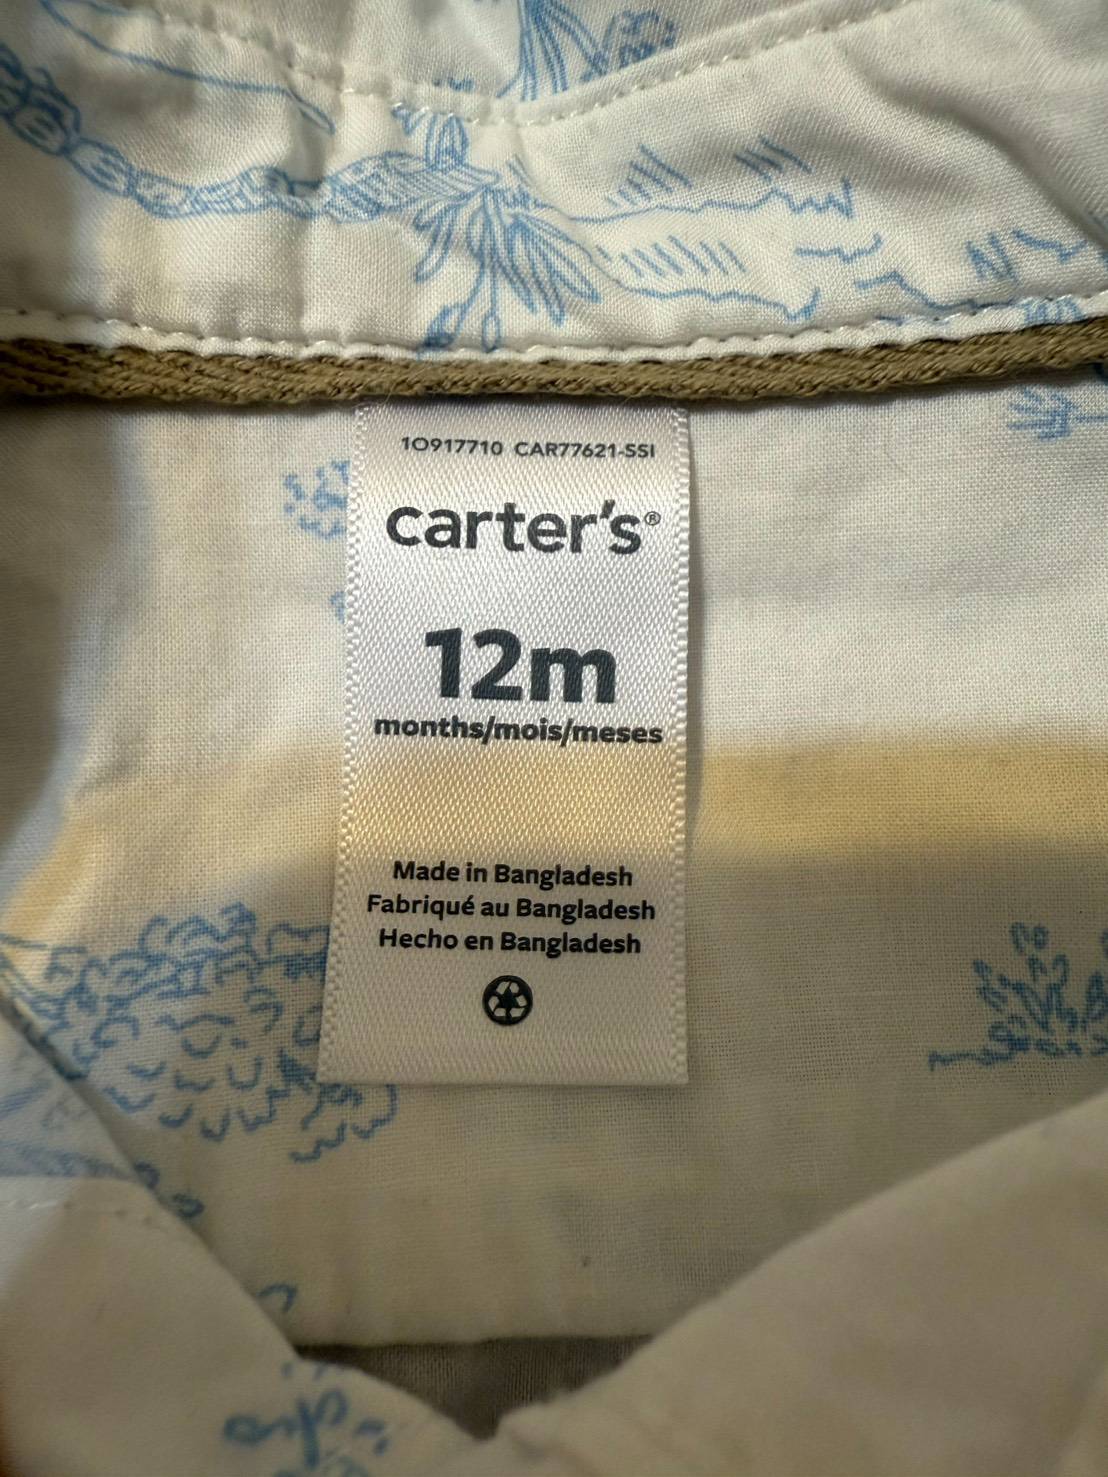 1O917710 CAR77621-SSI
carter's®
12m
months/mois/meses
Made in Bangladesh
Fabriqué au Bangladesh
Hecho en Bangladesh